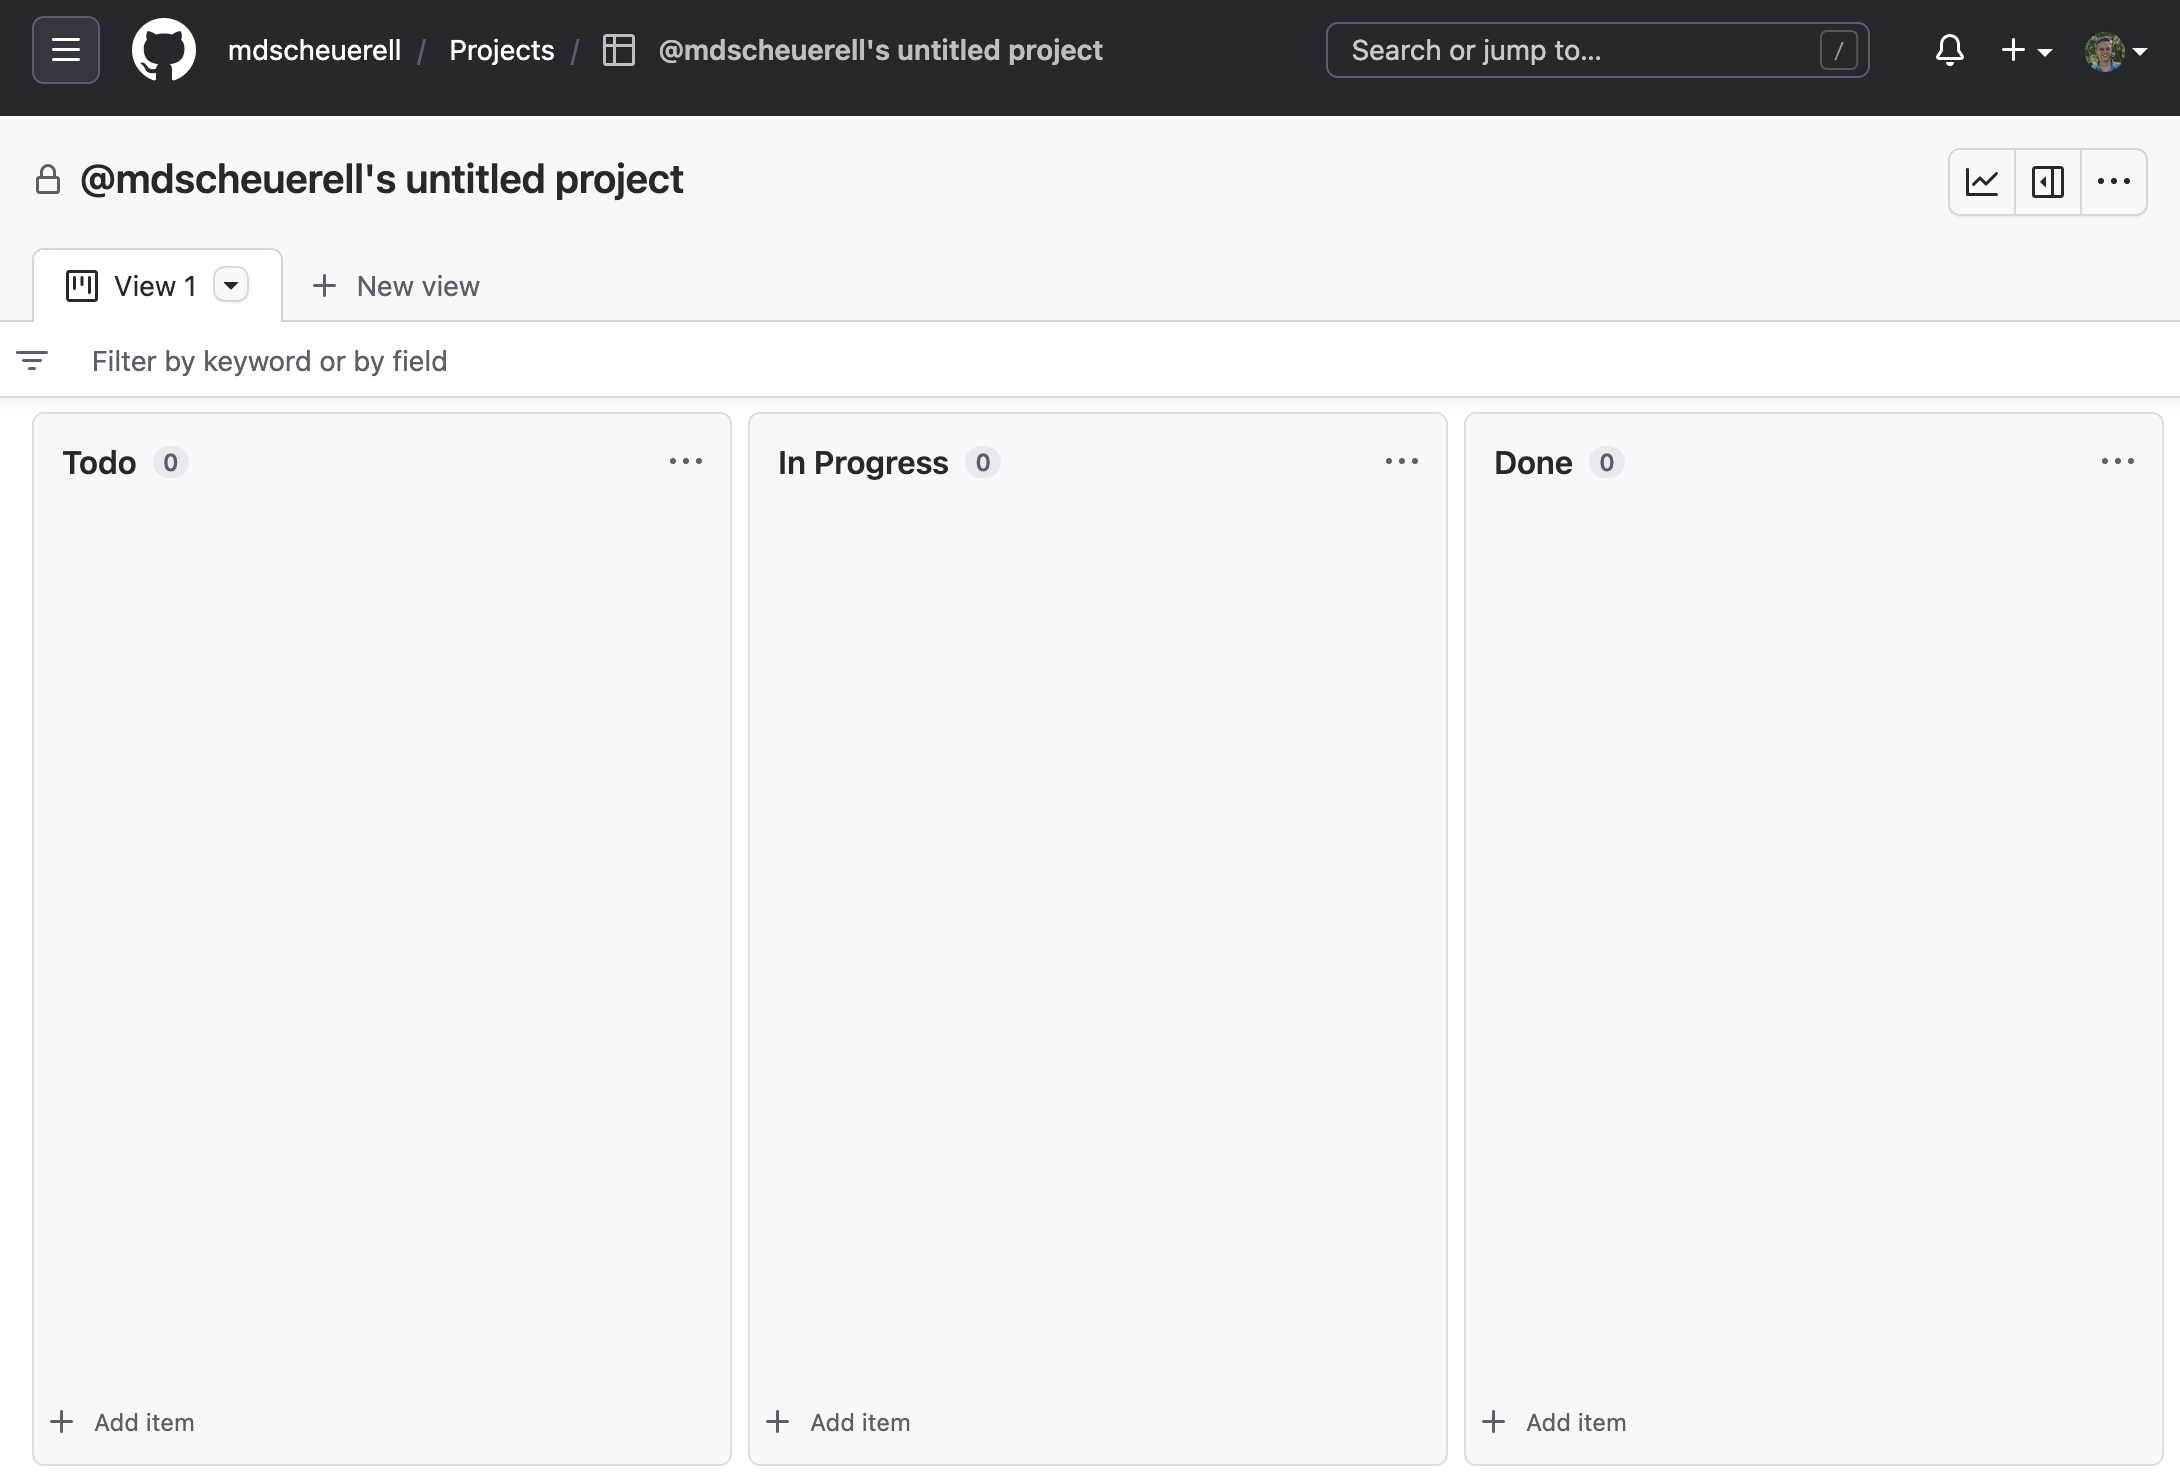 mdscheuerell / Projects / @mdscheuerell's untitled project Search or jump to... /
@mdscheuerell's untitled project
View 1 New view
Filter by keyword or by field
Todo 0 In Progress 0 Done 0
Add item Add item Add item